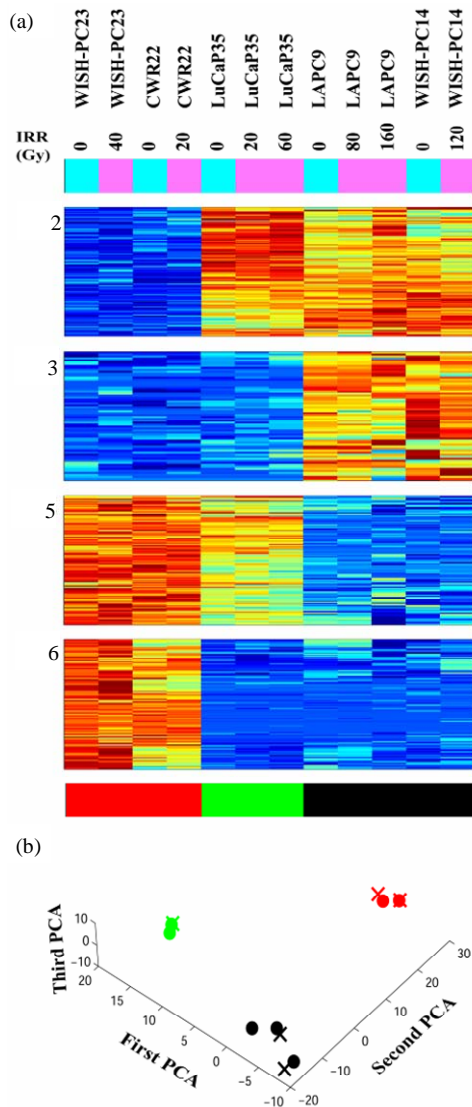 (a)
WISH-PC23 WISH-PC23 CWR22 CWR22 LuCaP35 LuCaP35 LuCaP35 LAPC9 LAPC9 LAPC9 WISH-PC14 WISH-PC14
IRR (Gy) 0 40 0 20 0 20 60 0 80 160 0 120
2
3
5
6
(b)
Third PCA
10
0
-10
20
15
10
5
0
-5
-10
First PCA
-20
-10
0
10
20
30
Second PCA